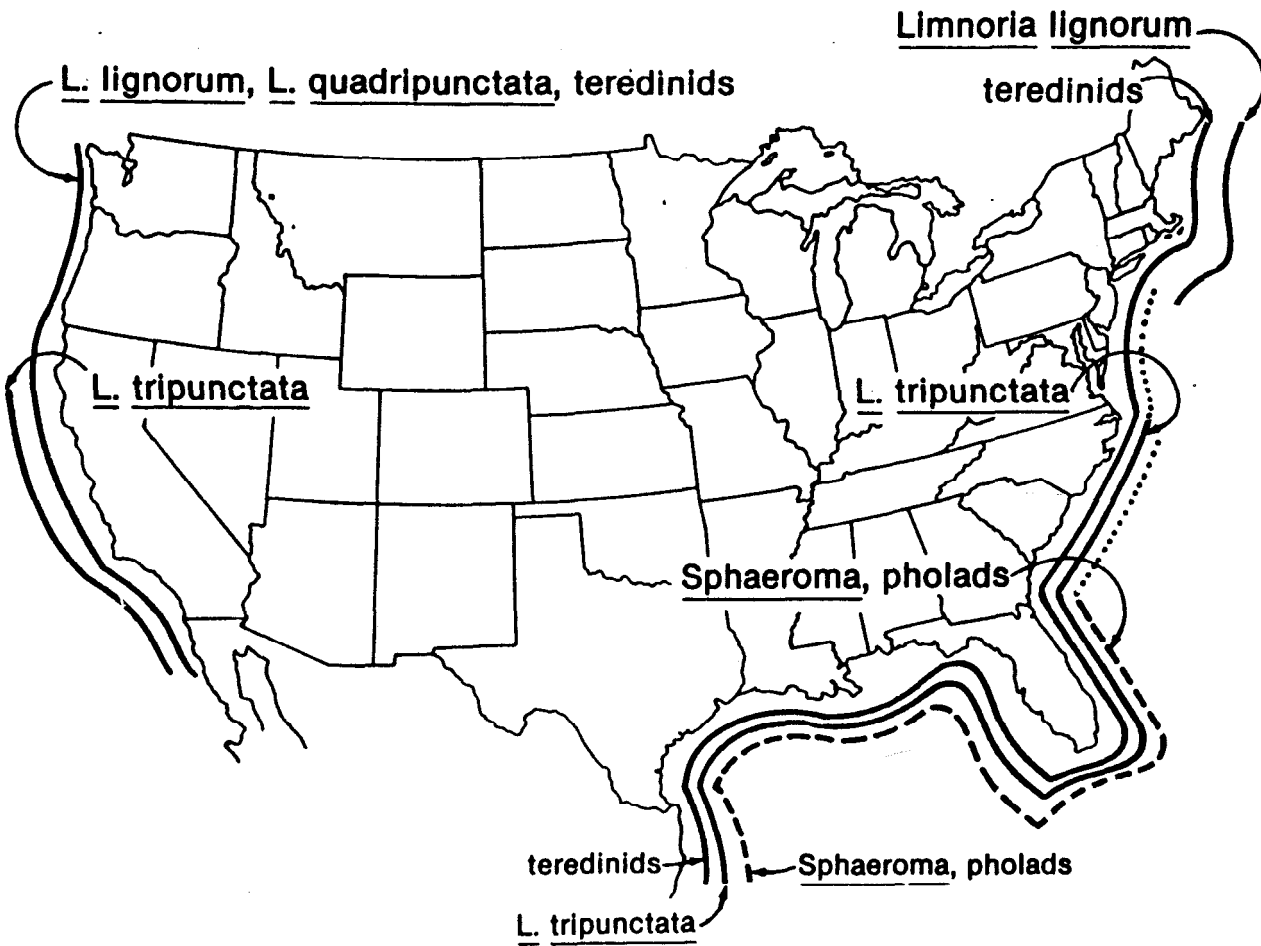 Limnoria lignorum
L. lignorum, L. quadripunctata, teredinids
teredinids
L. tripunctata
L. tripunctata
Sphaeroma, pholads
teredinids
Sphaeroma, pholads
L. tripunctata